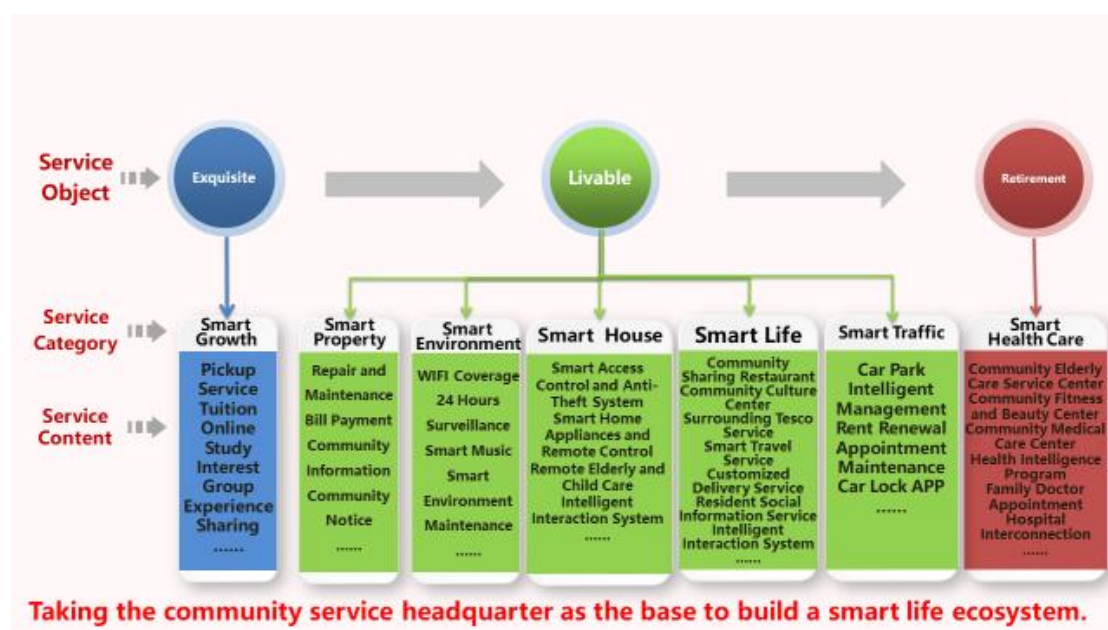 Service
Object
Exquisite
Livable
Retirement
Service
Category
Smart
Growth
Smart
Property
Smart
Environment
Smart House
Smart Life
Smart Traffic
Smart
Health Care
Service
Content
Pickup
Service
Tuition
Online
Study
Interest
Group
Experience
Sharing
......
Repair and
Maintenance
Bill Payment
Community
Information
Community
Notice
......
WIFI Coverage
24 Hours
Surveillance
Smart Music
Smart
Environment
Maintenance
......
Smart Access
Control and Anti-
Theft System
Smart Home
Appliances and
Remote Control
Remote Elderly and
Child Care
Intelligent
Interaction System
......
Community
Sharing Restaurant
Community Culture
Center
Surrounding Tesco
Service
Smart Travel
Service
Customized
Delivery Service
Resident Social
Information Service
Intelligent
Interaction System
......
Car Park
Intelligent
Management
Rent Renewal
Appointment
Maintenance
Car Lock APP
......
Community Elderly
Care Service Center
Community Fitness
and Beauty Center
Community Medical
Care Center
Health Intelligence
Program
Family Doctor
Appointment
Hospital
Interconnection
......
Taking the community service headquarter as the base to build a smart life ecosystem.